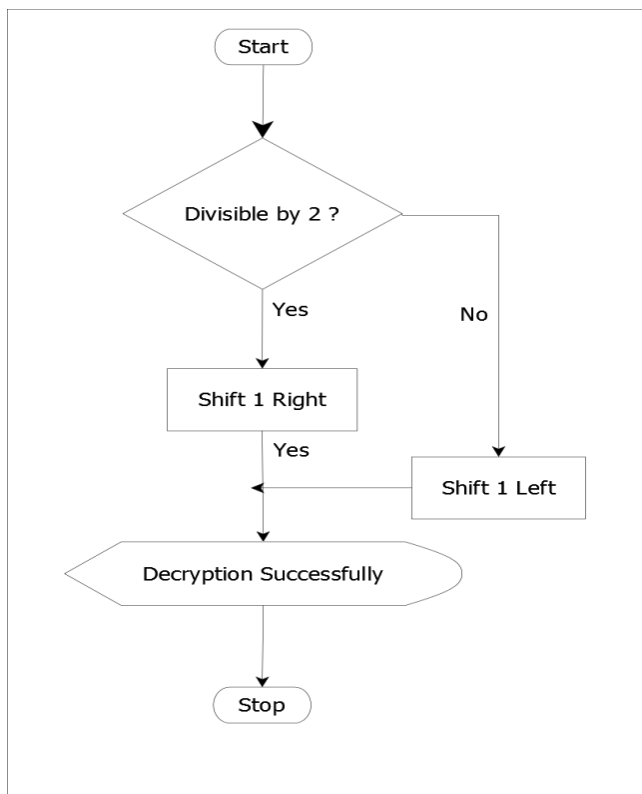 Start
Divisible by 2 ?
Yes
No
Shift 1 Right
Yes
Shift 1 Left
Decryption Successfully
Stop